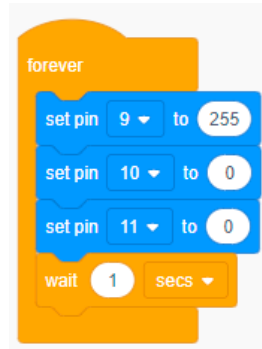 forever
set pin 9 to 255
set pin 10 to 0
set pin 11 to 0
wait 1 secs